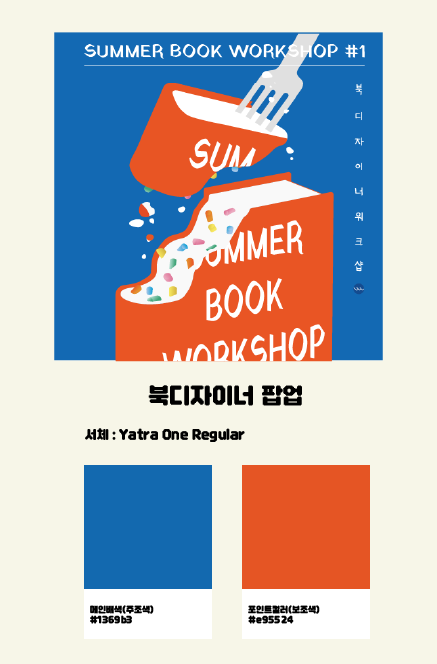 SUMMER BOOK WORKSHOP #1
북디자이너워크샵
SUM
SUMMER
BOOK
WORKSHOP
북디자이너 팝업
서체 : Yatra One Regular
메인배색(주조색)
#1369b3
포인트컬러(보조색)
#e95524